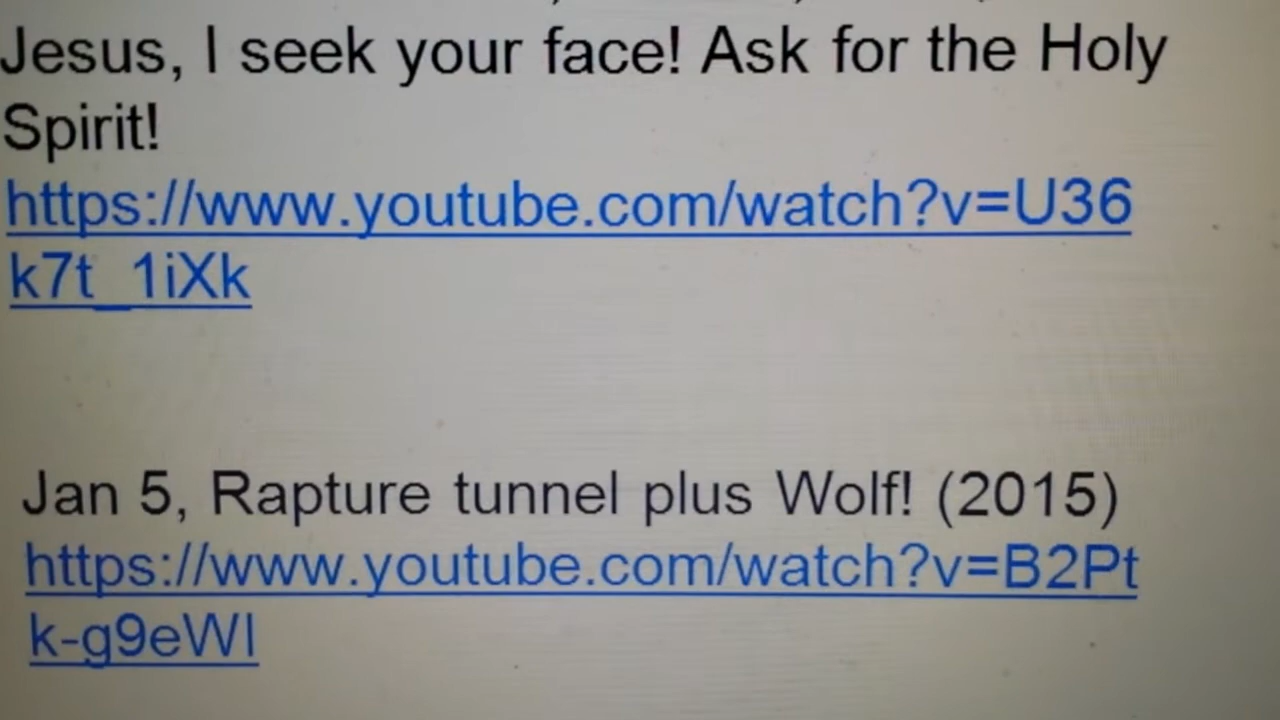 Jesus, I seek your face! Ask for the Holy
Spirit!
https://www.youtube.com/watch?v=U36
k7t_1iXk
Jan 5, Rapture tunnel plus Wolf! (2015)
https://www.youtube.com/watch?v=B2Pt
k-g9eWI